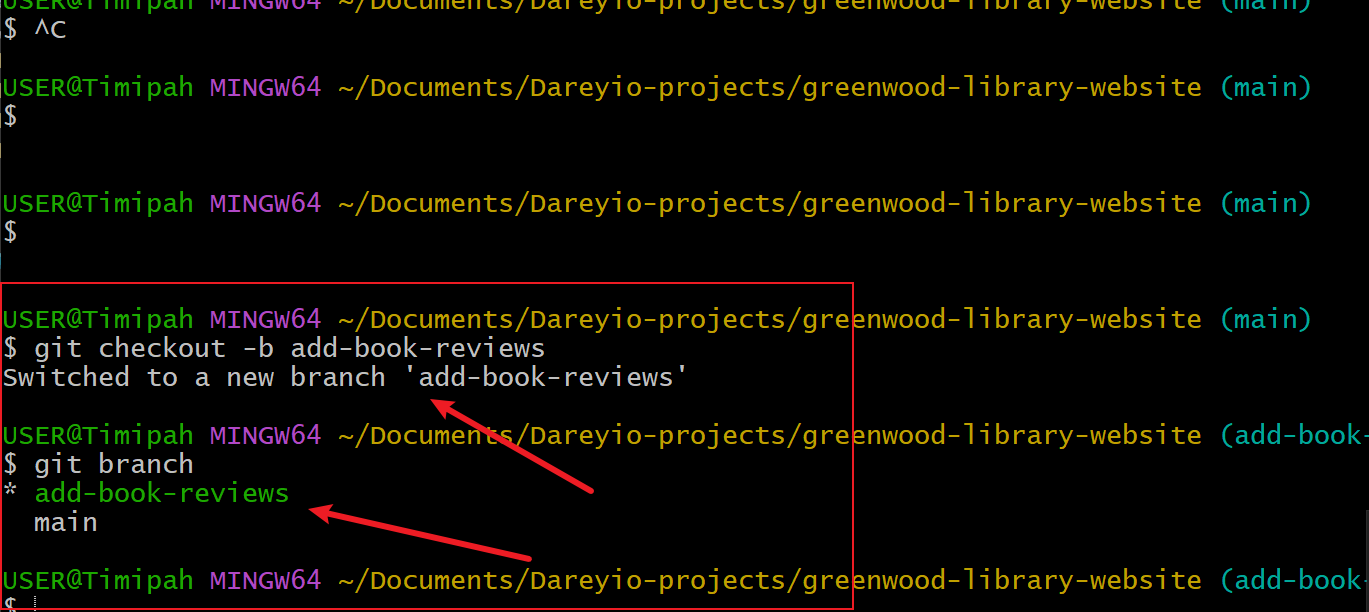 USER@Timipah MINGW64 ~/Documents/Dareyio-projects/greenwood-library-website (main)
$ ^C
USER@Timipah MINGW64 ~/Documents/Dareyio-projects/greenwood-library-website (main)
$
USER@Timipah MINGW64 ~/Documents/Dareyio-projects/greenwood-library-website (main)
$
USER@Timipah MINGW64 ~/Documents/Dareyio-projects/greenwood-library-website (main)
$ git checkout -b add-book-reviews
Switched to a new branch 'add-book-reviews'
USER@Timipah MINGW64 ~/Documents/Dareyio-projects/greenwood-library-website (add-book-
$ git branch
* add-book-reviews
main
USER@Timipah MINGW64 ~/Documents/Dareyio-projects/greenwood-library-website (add-book-
$